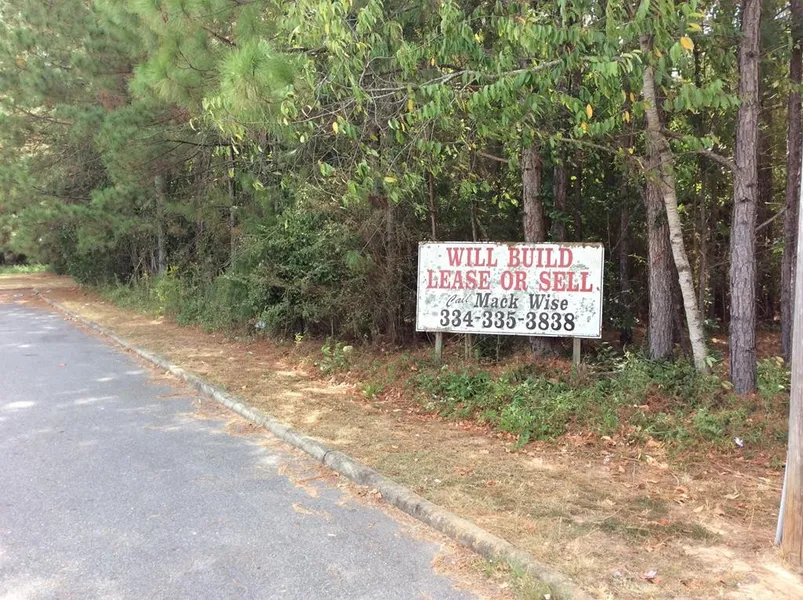 WILL BUILD
LEASE OR SELL.
Call Mack Wise
334-335-3838